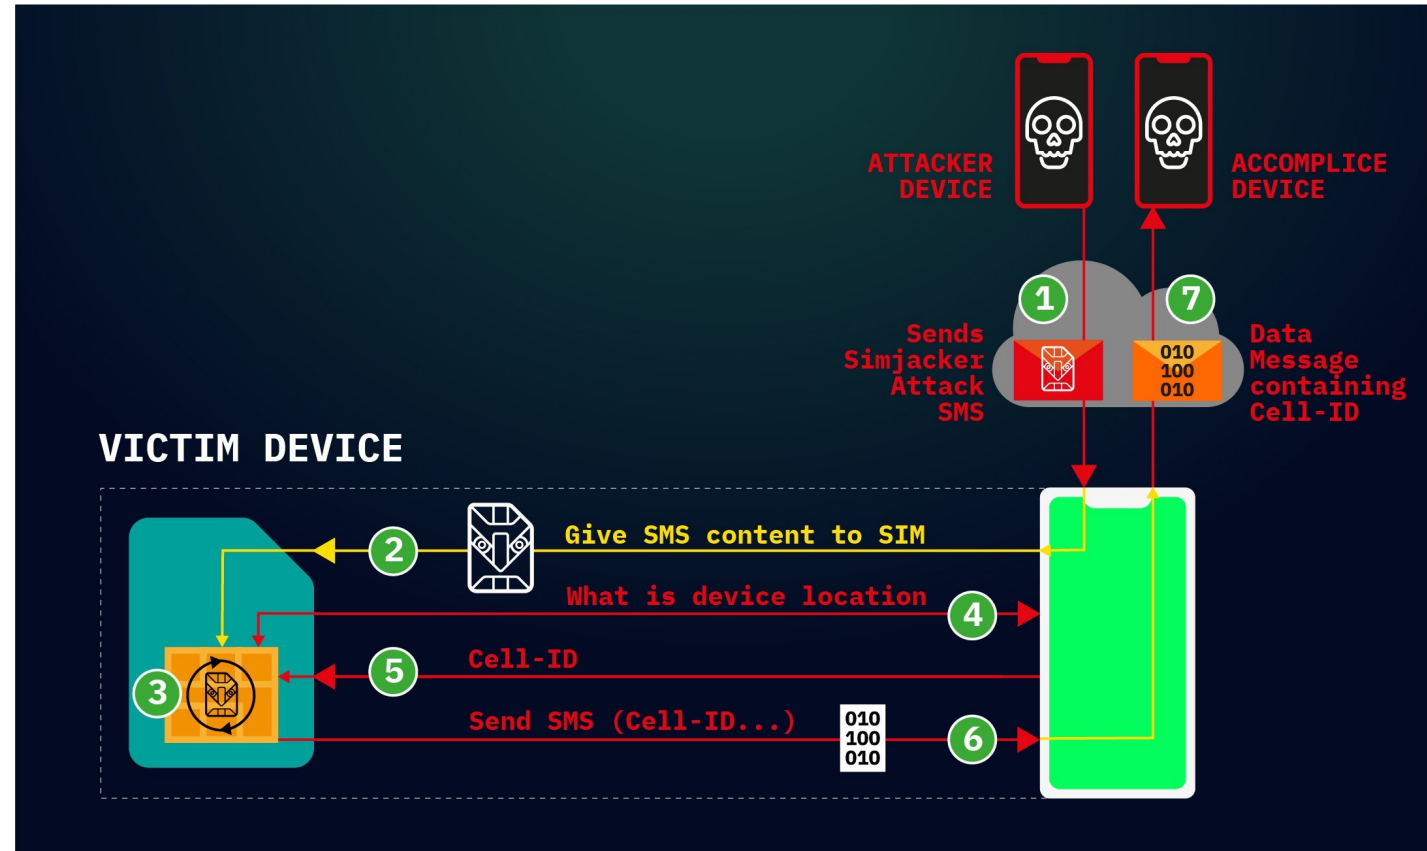 ATTACKER
DEVICE
ACCOMPLICE
DEVICE
1
7
Sends
Simjacker
Attack
SMS
010
100
010
Data
Message
containing
Cell-ID
VICTIM DEVICE
2
Give SMS content to SIM
What is device location
4
Cell-ID
5
3
Send SMS (Cell-ID...)
010
100
010
6